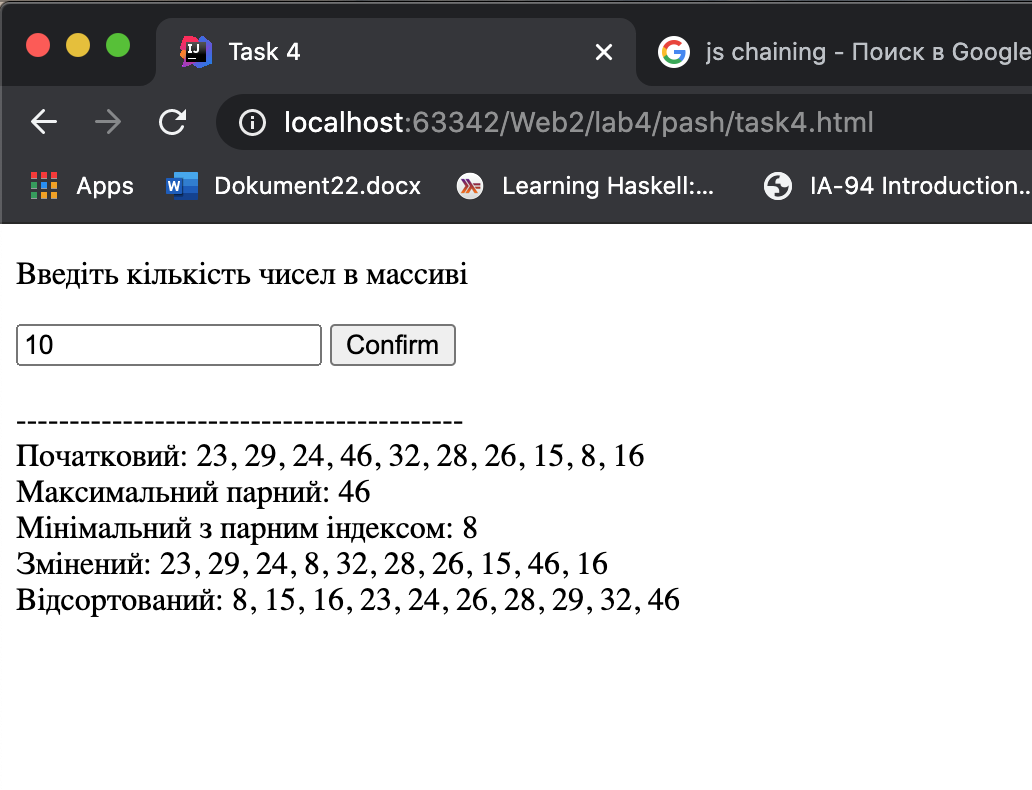 Task 4
js chaining - Поиск в Google
localhost:63342/Web2/lab4/pash/task4.html
Apps Dokument22.docx Learning Haskell:... IA-94 Introduction...
Введіть кількість чисел в массиві
10 Confirm
------------------------------------------
Початковий: 23, 29, 24, 46, 32, 28, 26, 15, 8, 16
Максимальний парний: 46
Мінімальний з парним індексом: 8
Змінений: 23, 29, 24, 8, 32, 28, 26, 15, 46, 16
Відсортований: 8, 15, 16, 23, 24, 26, 28, 29, 32, 46